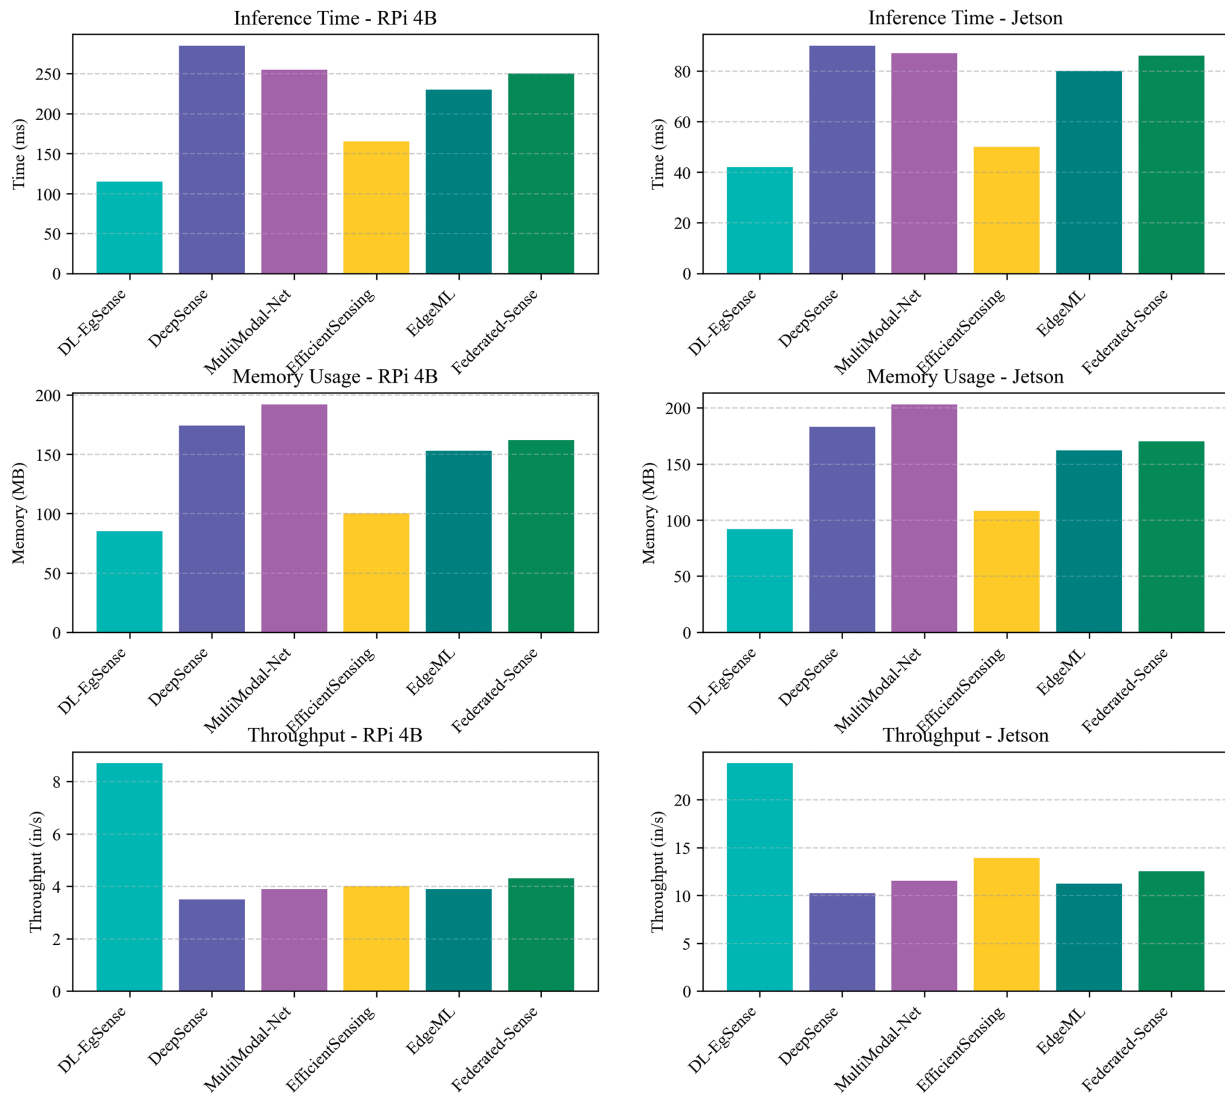 Inference Time - RPi 4B
Time (ms)
250
200
150
100
50
0
DL-EgSense
DeepSense
MultiModal-Net
EfficientSensing
EdgeML
Federated-Sense
Inference Time - Jetson
Time (ms)
80
60
40
20
0
DL-EgSense
DeepSense
MultiModal-Net
EfficientSensing
EdgeML
Federated-Sense
Memory Usage - RPi 4B
Memory (MB)
200
150
100
50
0
DL-EgSense
DeepSense
MultiModal-Net
EfficientSensing
EdgeML
Federated-Sense
Memory Usage - Jetson
Memory (MB)
200
150
100
50
0
DL-EgSense
DeepSense
MultiModal-Net
EfficientSensing
EdgeML
Federated-Sense
Throughput - RPi 4B
Throughput (in/s)
8
6
4
2
0
DL-EgSense
DeepSense
MultiModal-Net
EfficientSensing
EdgeML
Federated-Sense
Throughput - Jetson
Throughput (in/s)
20
15
10
5
0
DL-EgSense
DeepSense
MultiModal-Net
EfficientSensing
EdgeML
Federated-Sense